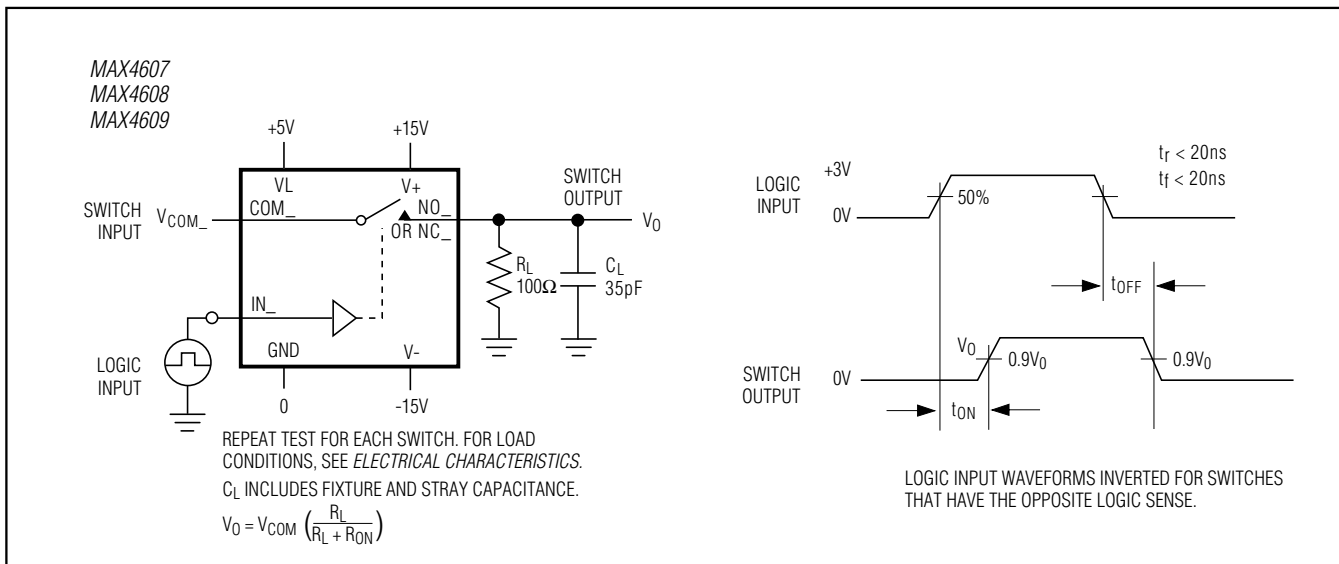 MAX4607
MAX4608
MAX4609
+5V
+15V
VL
V+
SWITCH
INPUT
VCOM_
COM_
NO_
OR NC_
SWITCH
OUTPUT
VO
RL
100Ω
CL
35pF
IN_
LOGIC
INPUT
GND
V-
0
-15V
REPEAT TEST FOR EACH SWITCH. FOR LOAD
CONDITIONS, SEE ELECTRICAL CHARACTERISTICS.
CL INCLUDES FIXTURE AND STRAY CAPACITANCE.
VO = VCOM (RL / RL + RON)
LOGIC
INPUT
+3V
0V
50%
tr < 20ns
tf < 20ns
tOFF
SWITCH
OUTPUT
VO
0V
0.9V0
0.9V0
tON
LOGIC INPUT WAVEFORMS INVERTED FOR SWITCHES
THAT HAVE THE OPPOSITE LOGIC SENSE.